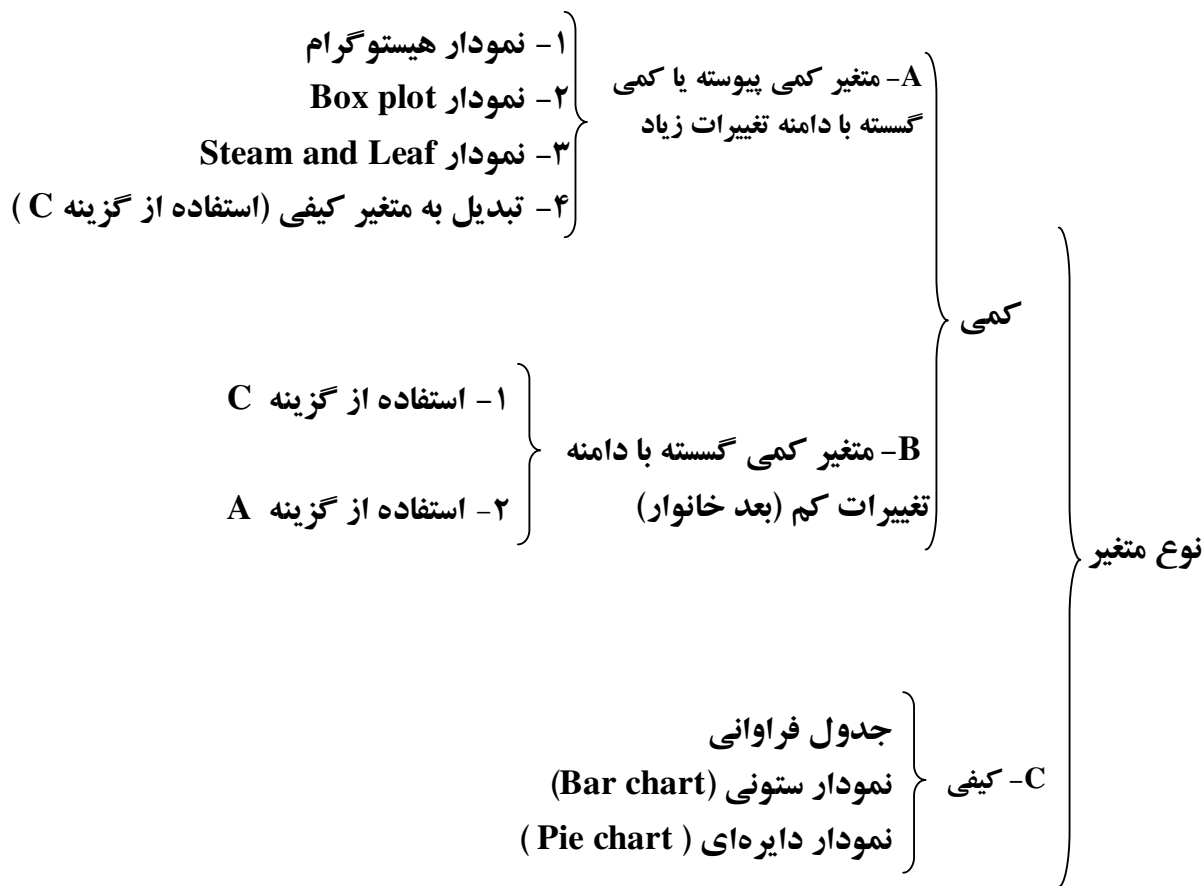 نوع متغیر
کمی
A- متغیر کمی پیوسته یا کمی
گسسته با دامنه تغییرات زیاد
۱- نمودار هیستوگرام
۲- نمودار Box plot
۳- نمودار Steam and Leaf
۴- تبدیل به متغیر کیفی (استفاده از گزینه C )
B- متغیر کمی گسسته با دامنه
تغییرات کم (بعد خانوار)
۱- استفاده از گزینه C
۲- استفاده از گزینه A
C- کیفی
جدول فراوانی
نمودار ستونی (Bar chart)
نمودار دایره‌ای ( Pie chart )